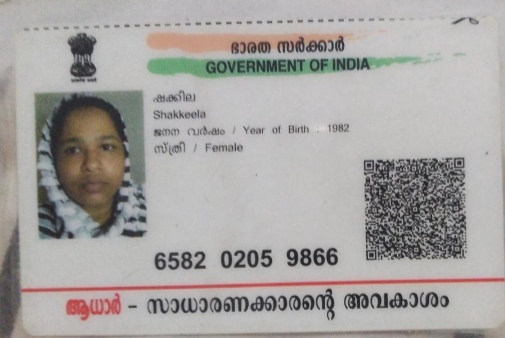 ഭാരത സർക്കാർ
GOVERNMENT OF INDIA
ഷക്കീല
Shakkeela
ജനന വർഷം / Year of Birth : 1982
സ്ത്രീ / Female
6582 0205 9866
ആധാർ - സാധാരണക്കാരന്റെ അവകാശം